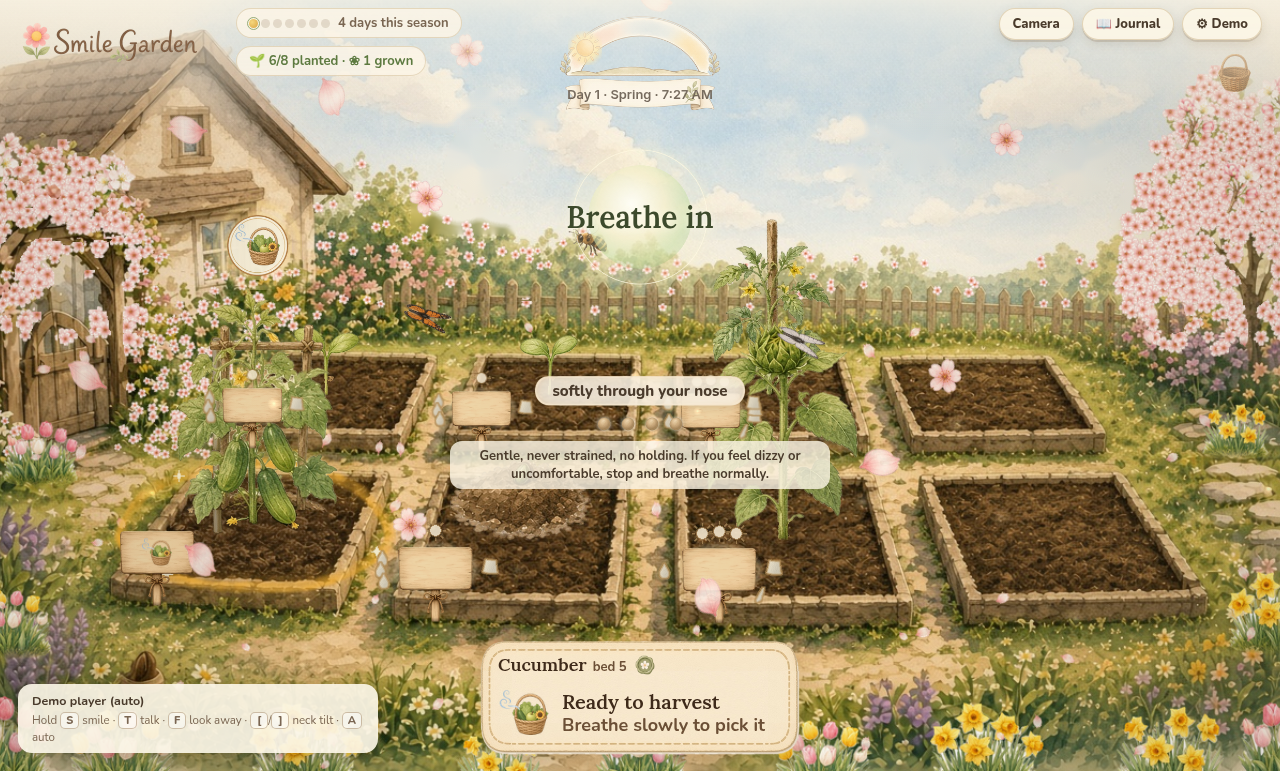 Smile Garden
4 days this season
6/8 planted · 1 grown
Day 1 · Spring · 7:27 AM
Camera
Journal
Demo
Breathe in
softly through your nose
Gentle, never strained, no holding. If you feel dizzy or
uncomfortable, stop and breathe normally.
Cucumber bed 5
Ready to harvest
Breathe slowly to pick it
Demo player (auto)
Hold S smile · T talk · F look away · [ / ] neck tilt · A
auto